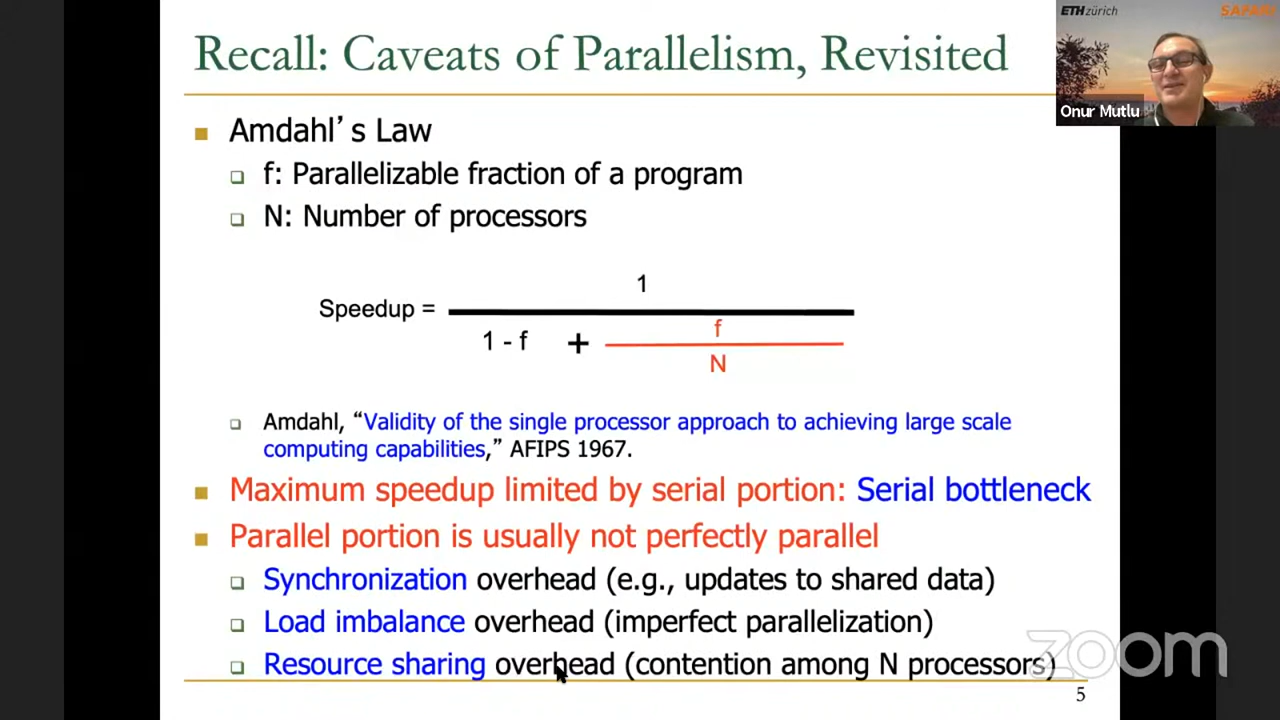 Recall: Caveats of Parallelism, Revisited
ETH zürich
SAFARI
Onur Mutlu
Amdahl's Law
f: Parallelizable fraction of a program
N: Number of processors
1
Speedup =
1 - f + f
N
Amdahl, “Validity of the single processor approach to achieving large scale
computing capabilities,” AFIPS 1967.
Maximum speedup limited by serial portion: Serial bottleneck
Parallel portion is usually not perfectly parallel
Synchronization overhead (e.g., updates to shared data)
Load imbalance overhead (imperfect parallelization)
Resource sharing overhead (contention among N processors)
zoom
5